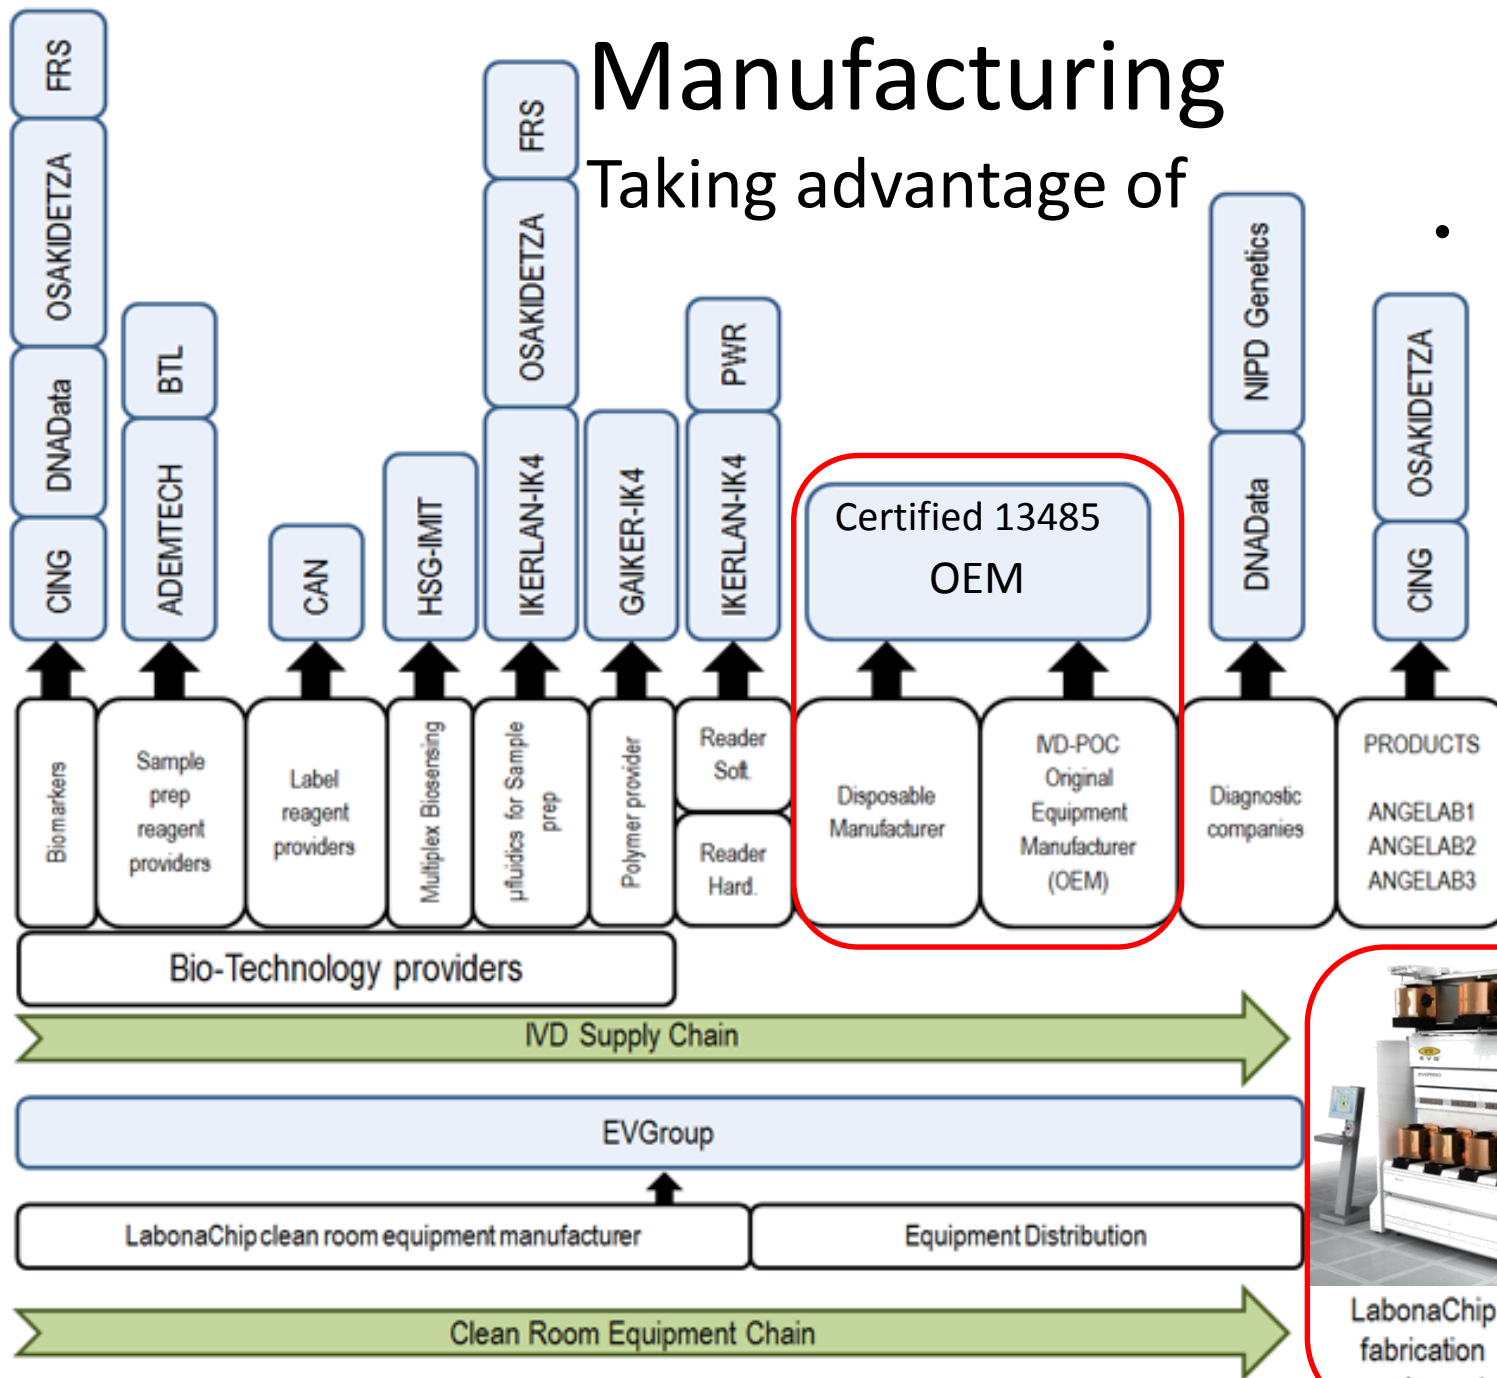 Manufacturing
Taking advantage of
.
FRS
OSAKIDETZA
DNAData
CING
BTL
ADEMTECH
CAN
HSG-IMIT
FRS
OSAKIDETZA
IKERLAN-IK4
GAIKER-IK4
PWR
IKERLAN-IK4
Certified 13485
OEM
NIPD Genetics
DNAData
OSAKIDETZA
CING
Biomarkers
Sample
prep
reagent
providers
Label
reagent
providers
Multiplex Biosensing
µfluidics for Sample
prep
Polymer provider
Reader
Soft.
Reader
Hard.
Disposable
Manufacturer
IVD-POC
Original
Equipment
Manufacturer
(OEM)
Diagnostic
companies
PRODUCTS
ANGELAB1
ANGELAB2
ANGELAB3
Bio-Technology providers
IVD Supply Chain
EVGroup
LabonaChip clean room equipment manufacturer
Equipment Distribution
Clean Room Equipment Chain
EVG
LabonaChip
fabrication